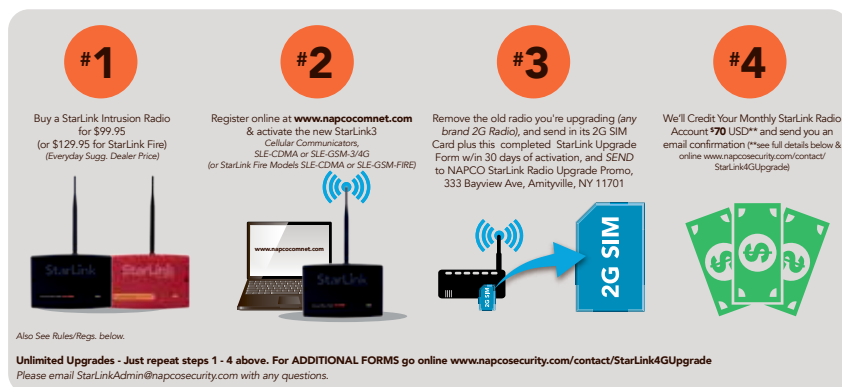 #1
Buy a StarLink Intrusion Radio
for $99.95
(or $129.95 for StarLink Fire)
(Everyday Sugg. Dealer Price)
StarLink
StarLink
#2
Register online at www.napcocomnet.com
& activate the new StarLink3
Cellular Communicators,
SLE-CDMA or SLE-GSM-3/4G
(or StarLink Fire Models SLE-CDMA or SLE-GSM-FIRE)
www.napcocomnet.com
StarLink
#3
Remove the old radio you're upgrading (any
brand 2G Radio), and send in its 2G SIM
Card plus this completed StarLink Upgrade
Form w/in 30 days of activation, and SEND
to NAPCO StarLink Radio Upgrade Promo,
333 Bayview Ave, Amityville, NY 11701
2G SIM
2G SIM
#4
We'll Credit Your Monthly StarLink Radio
Account $70 USD** and send you an
email confirmation (**see full details below &
online www.napcosecurity.com/contact/
StarLink4GUpgrade)
$ $ $
Also See Rules/Regs. below.
Unlimited Upgrades - Just repeat steps 1 - 4 above. For ADDITIONAL FORMS go online www.napcosecurity.com/contact/StarLink4GUpgrade
Please email StarLinkAdmin@napcosecurity.com with any questions.